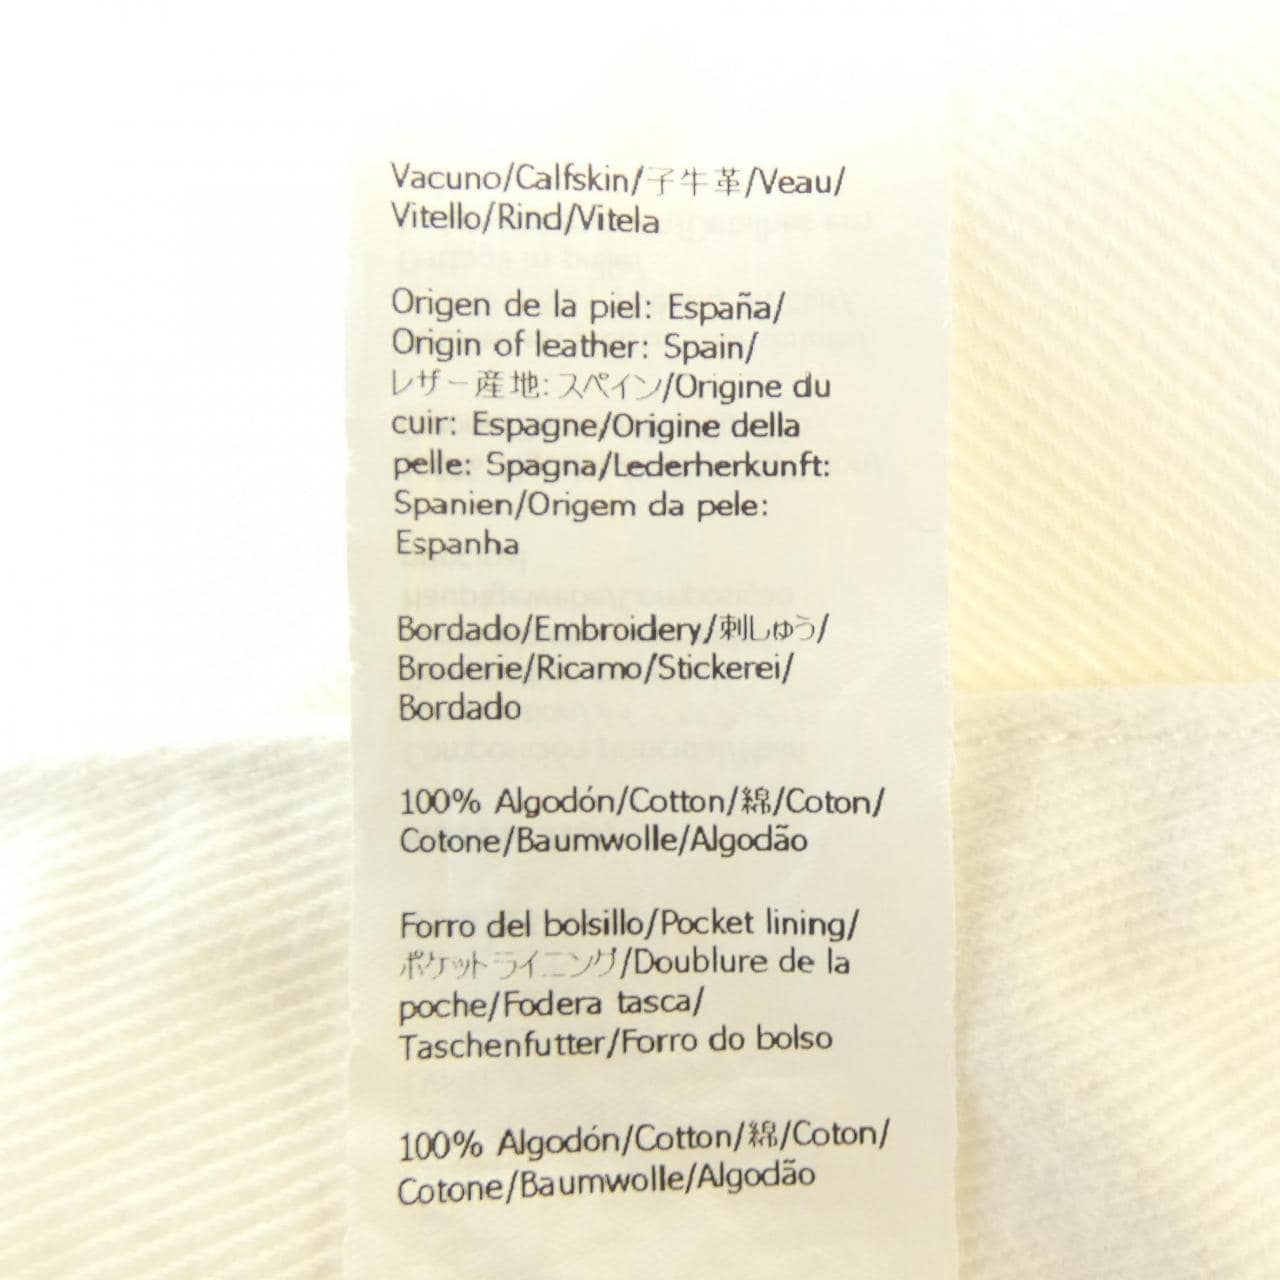 Vacuno/Calfskin/子牛革/Veau/
Vitello/Rind/Vitela
Origen de la piel: España/
Origin of leather: Spain/
レザー産地:スペイン/Origine du
cuir: Espagne/Origine della
pelle: Spagna/Lederherkunft:
Spanien/Origem da pele:
Espanha
Bordado/Embroidery/刺しゅう/
Broderie/Ricamo/Stickerei/
Bordado
100% Algodón/Cotton/綿/Coton/
Cotone/Baumwolle/Algodão
Forro del bolsillo/Pocket lining/
ポケットライニング/Doublure de la
poche/Fodera tasca/
Taschenfutter/Forro do bolso
100% Algodón/Cotton/綿/Coton/
Cotone/Baumwolle/Algodão